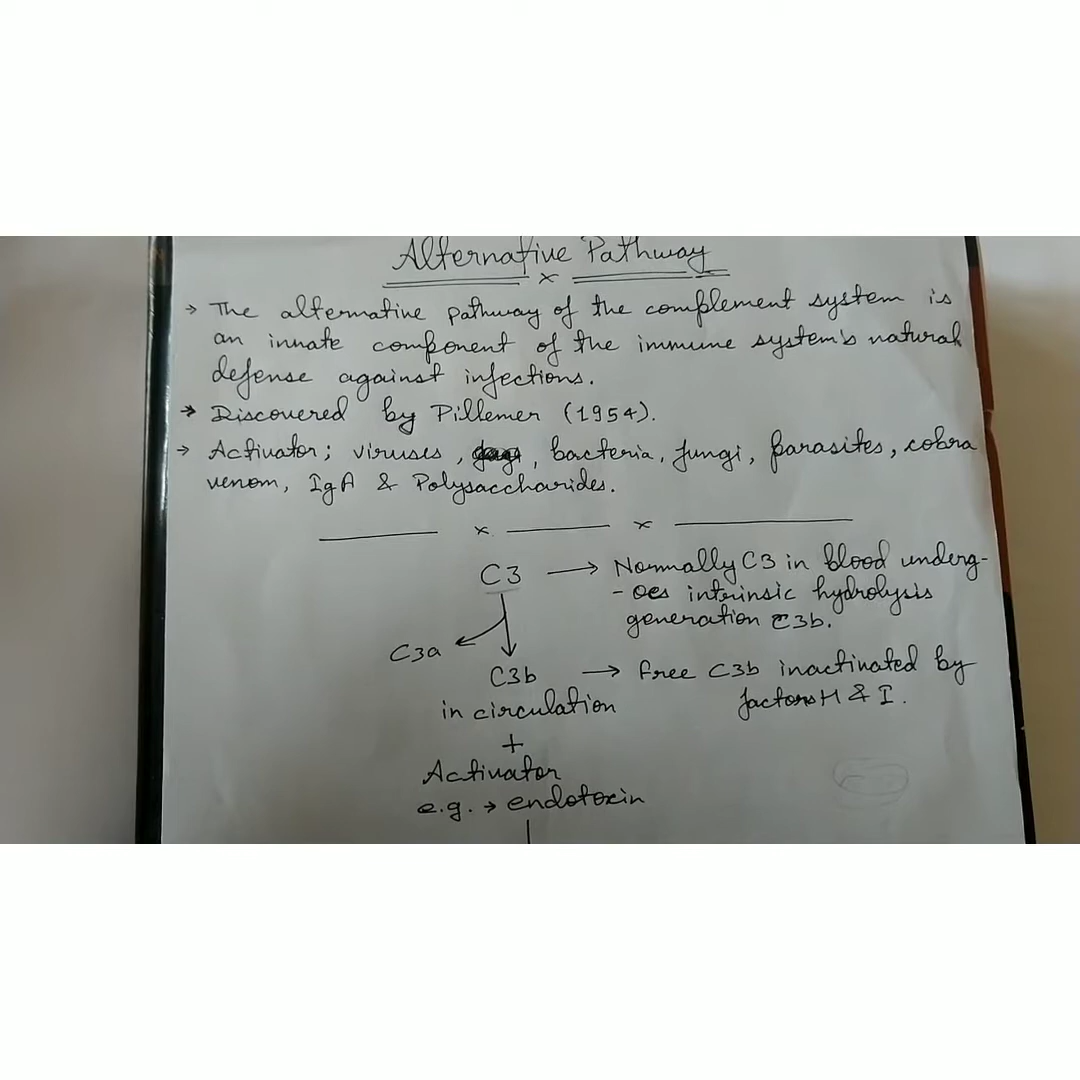 Alternative Pathway
x
→ The alternative pathway of the complement system is
an innate component of the immune system's natural
defense against infections.
→ Discovered by Pillemer (1954).
→ Activator; viruses, , bacteria, fungi, parasites, cobra
venom, IgA & Polysaccharides.
x x
C3 → Normally C3 in blood underg-
- oes intrinsic hydrolysis
generation C3b.
C3a
C3b → free C3b inactivated by
in circulation factors H & I.
+
Activator
e.g. → endotoxin